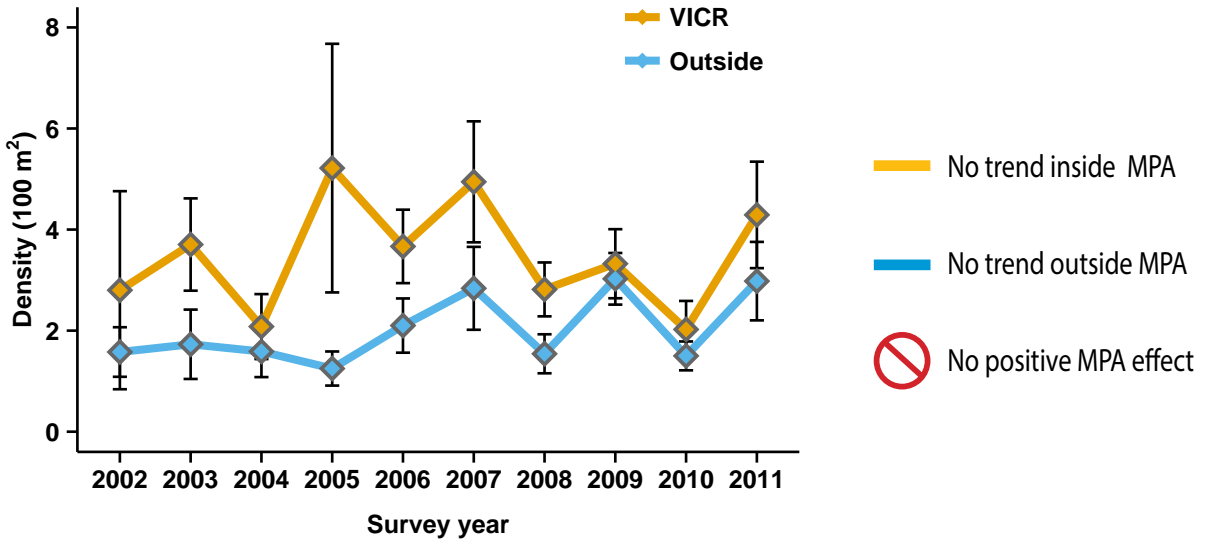 VICR
Outside
Density (100 m²)
8
6
4
2
0
2002 2003 2004 2005 2006 2007 2008 2009 2010 2011
Survey year
No trend inside MPA
No trend outside MPA
No positive MPA effect